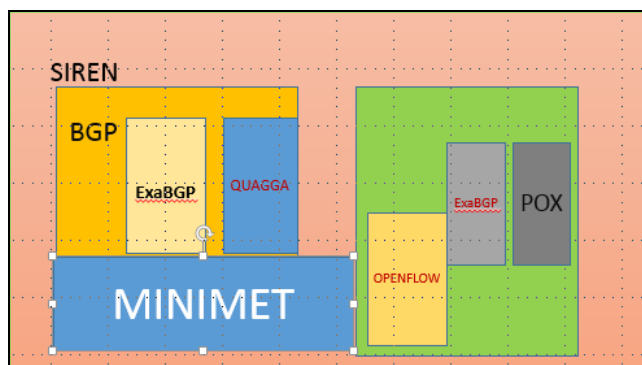 SIREN
BGP
ExaBGP
QUAGGA
MINIMET
ExaBGP
POX
OPENFLOW